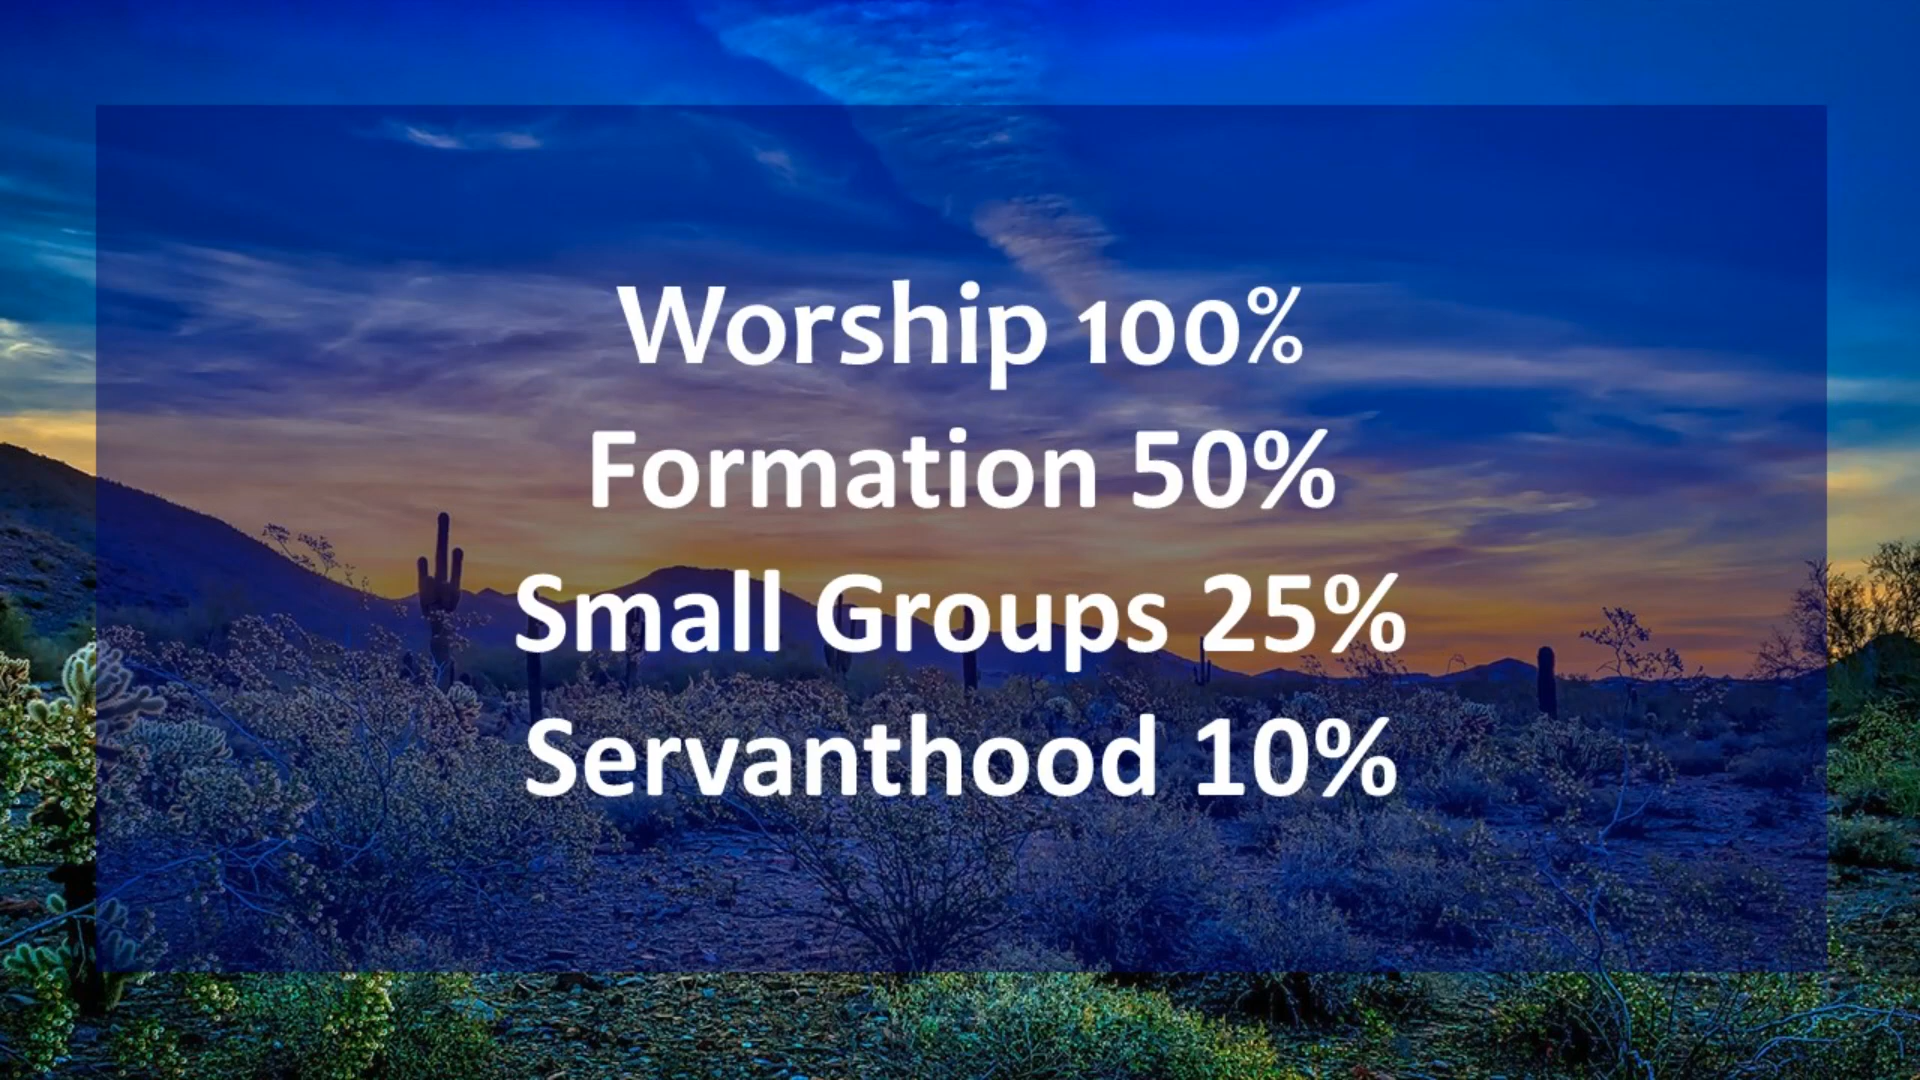 Worship 100%
Formation 50%
Small Groups 25%
Servanthood 10%